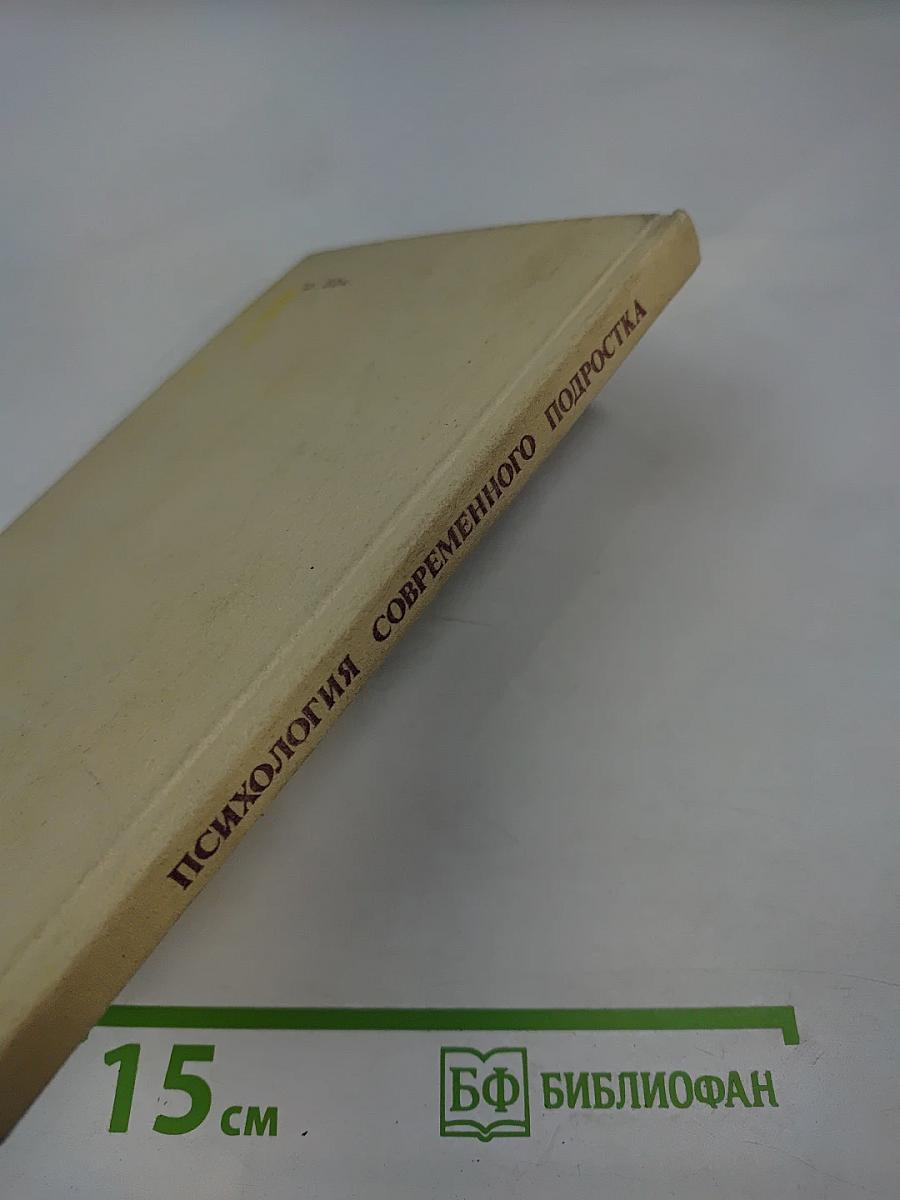 ПСИХОЛОГИЯ СОВРЕМЕННОГО ПОДРОСТКА
15 см
БФ БИБЛИОФАН